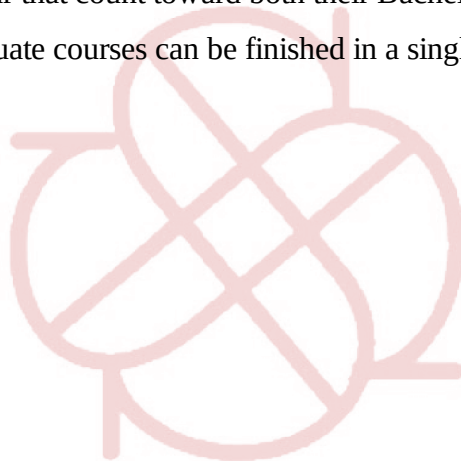 that count toward both their
courses can be finished in a